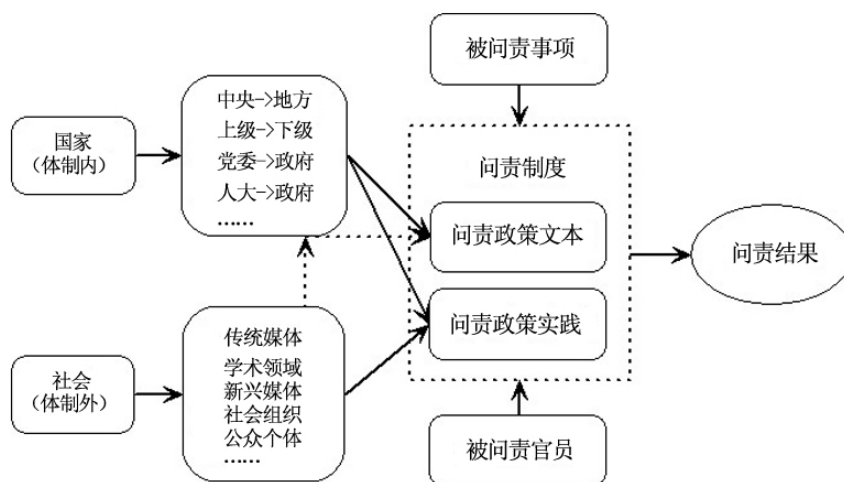 被问责事项
中央->地方
上级->下级
党委->政府
人大->政府
……
国家
（体制内）
问责制度
问责政策文本
问责政策实践
问责结果
传统媒体
学术领域
新兴媒体
社会组织
公众个体
……
社会
（体制外）
被问责官员